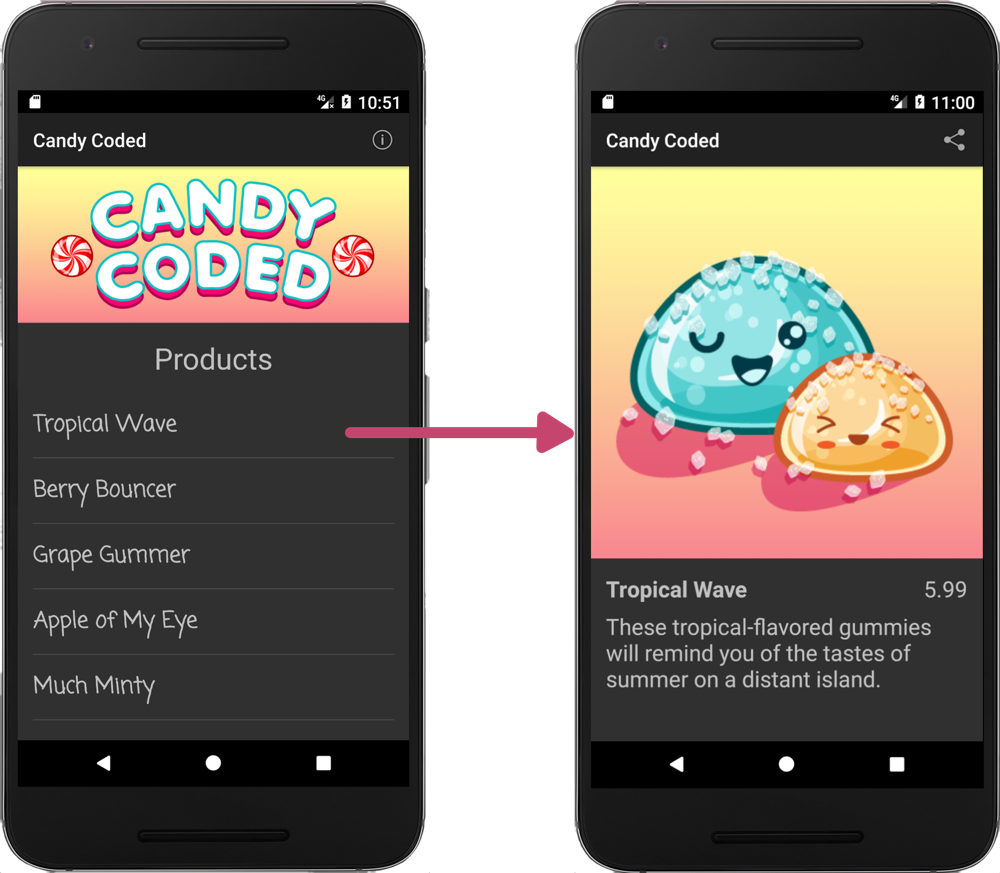 4G 10:51
Candy Coded
CANDY
CODED
Products
Tropical Wave
Berry Bouncer
Grape Gummer
Apple of My Eye
Much Minty
4G 11:00
Candy Coded
Tropical Wave 5.99
These tropical-flavored gummies
will remind you of the tastes of
summer on a distant island.